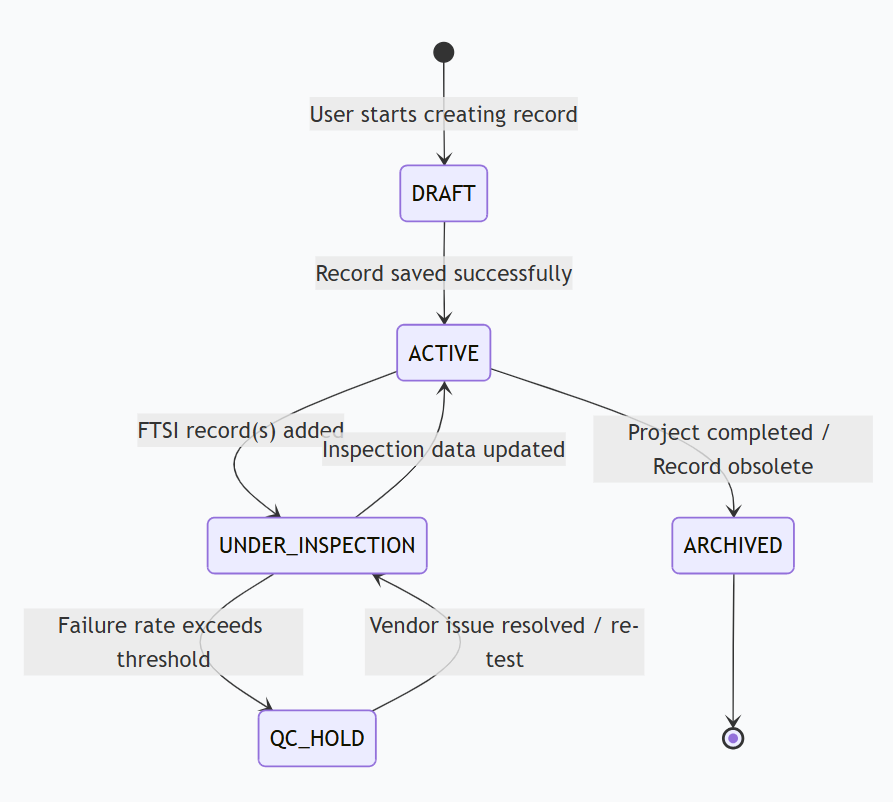 User starts creating record
DRAFT
Record saved successfully
ACTIVE
FTSI record(s) added
Inspection data updated
Project completed /
Record obsolete
UNDER_INSPECTION
ARCHIVED
Failure rate exceeds
threshold
Vendor issue resolved / re-
test
QC_HOLD